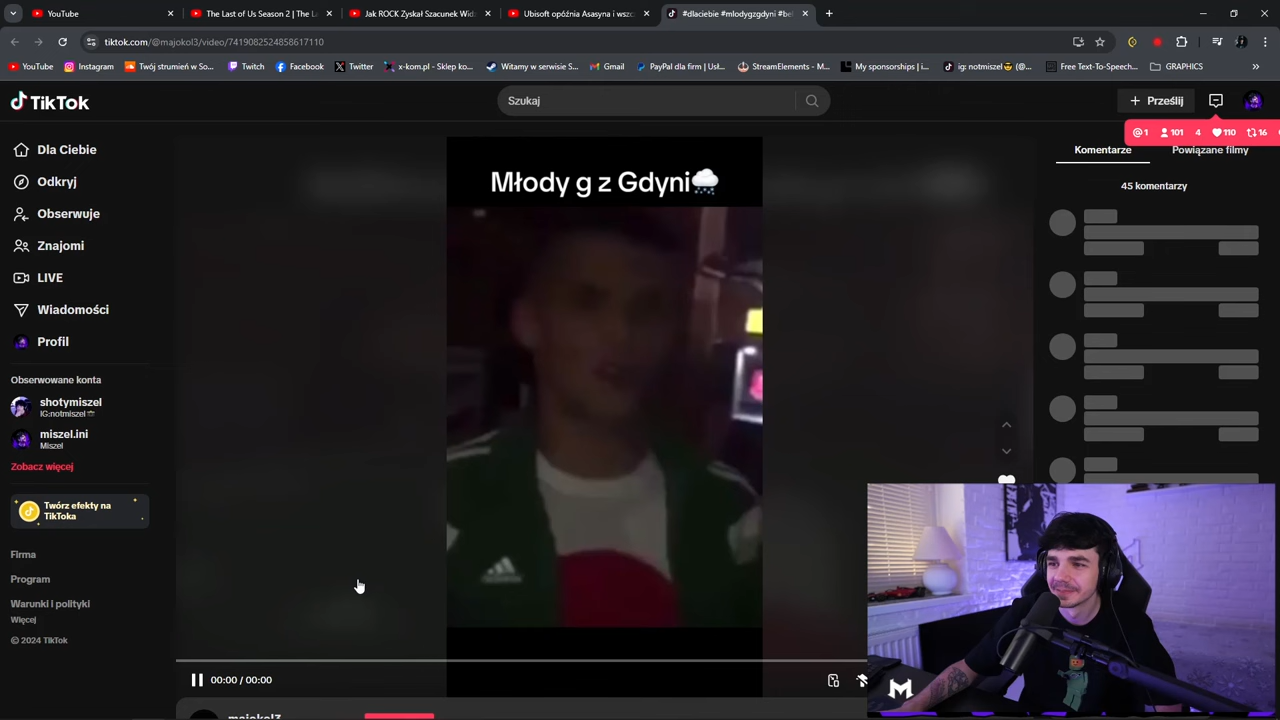 YouTube
The Last of Us Season 2 | The La
Jak ROCK Zyskał Szacunek Wid
Ubisoft opóźnia Asasyna i wszc
#dlaciebie #mlodygzgdyni #bel
tiktok.com/@majokol3/video/7419082524858617110
YouTube
Instagram
Twój strumień w So...
Twitch
Facebook
Twitter
x-kom.pl - Sklep ko...
Witamy w serwisie S...
Gmail
PayPal dla firm | Usł...
StreamElements - M...
My sponsorships | ...
ig: notmiszel😎 (@...
Free Text-To-Speech...
GRAPHICS
TikTok
Szukaj
Prześlij
@1 101 4 110 16
Komentarze
Powiązane filmy
45 komentarzy
Dla Ciebie
Odkryj
Obserwuje
Znajomi
LIVE
Wiadomości
Profil
Obserwowane konta
shotymiszel
IG:notmiszel
miszel.ini
Miszel
Zobacz więcej
Twórz efekty na
TikToka
Firma
Program
Warunki i polityki
Więcej
© 2024 TikTok
Młody g z Gdyni🌧️
adidas
00:00 / 00:00
majokol3
M